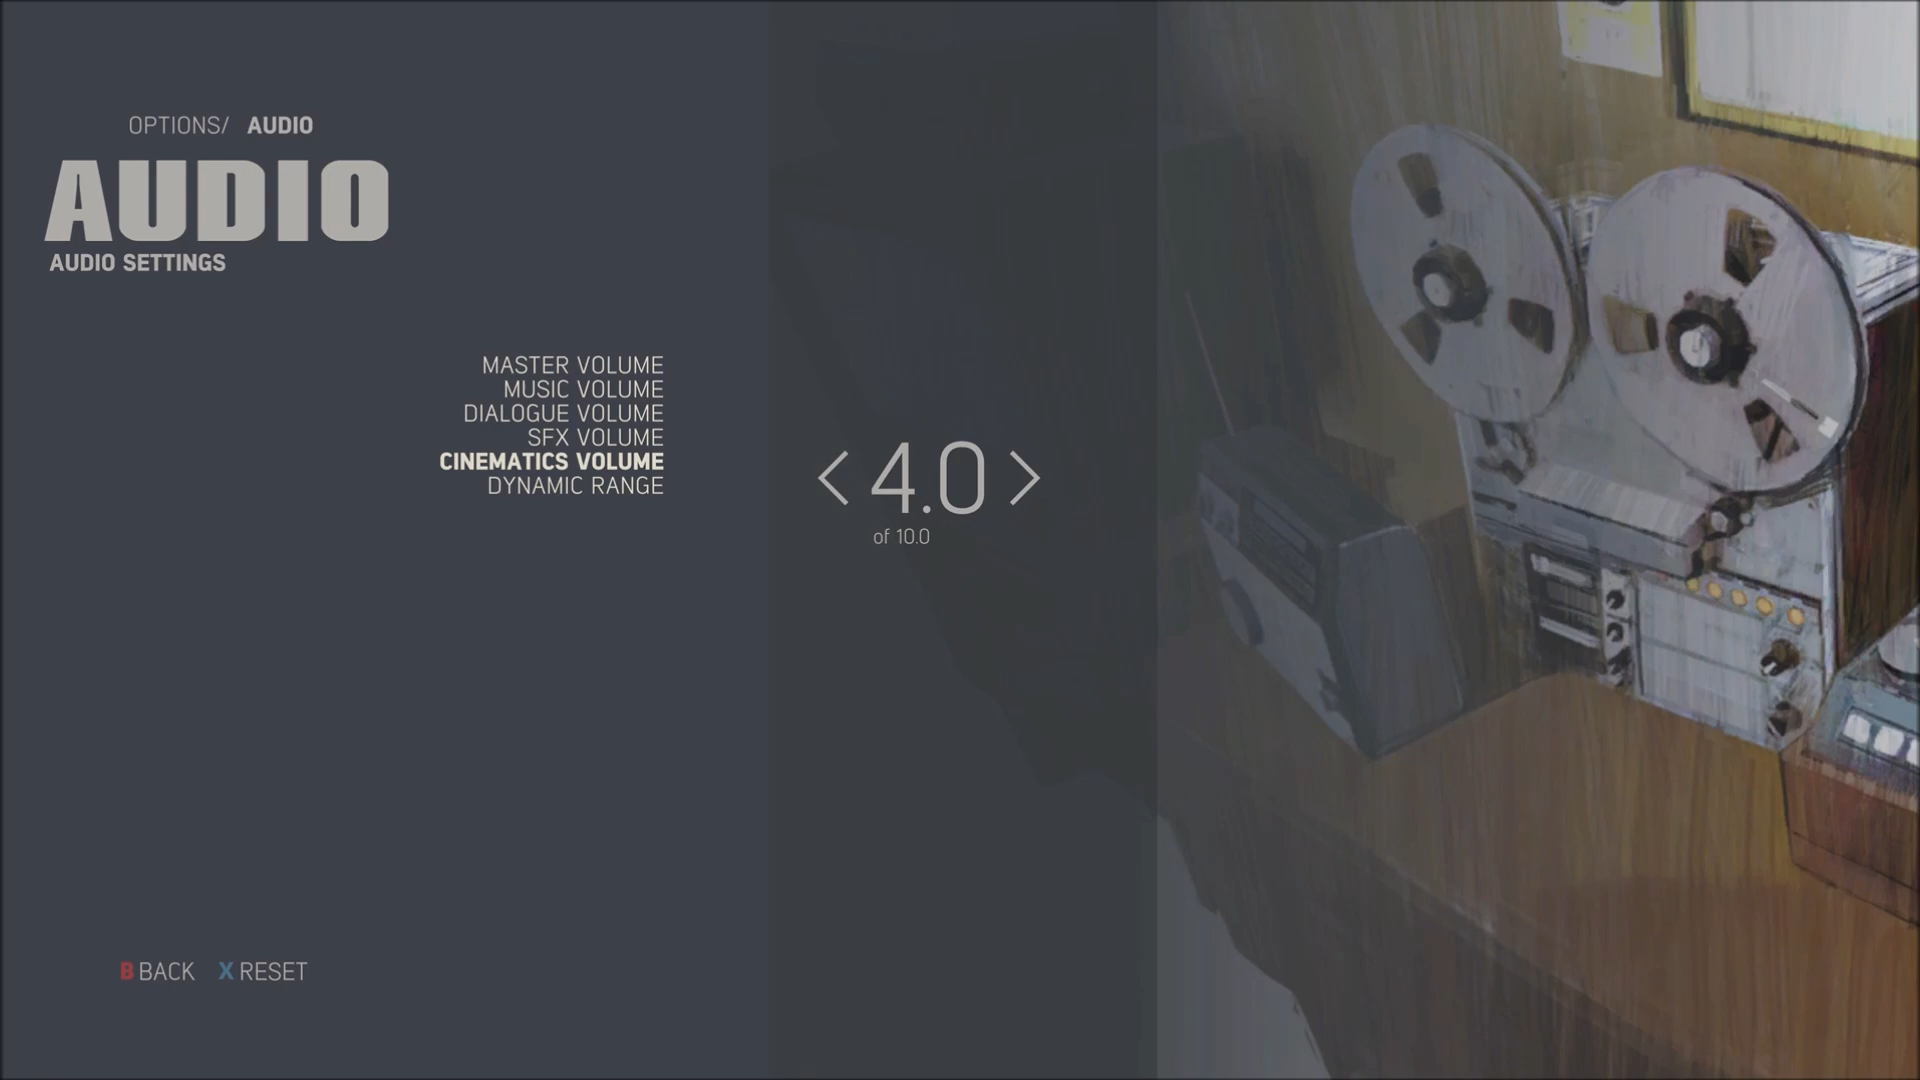 OPTIONS/ AUDIO
AUDIO
AUDIO SETTINGS
MASTER VOLUME
MUSIC VOLUME
DIALOGUE VOLUME
SFX VOLUME
CINEMATICS VOLUME
DYNAMIC RANGE
< 4.0 >
of 10.0
B BACK X RESET